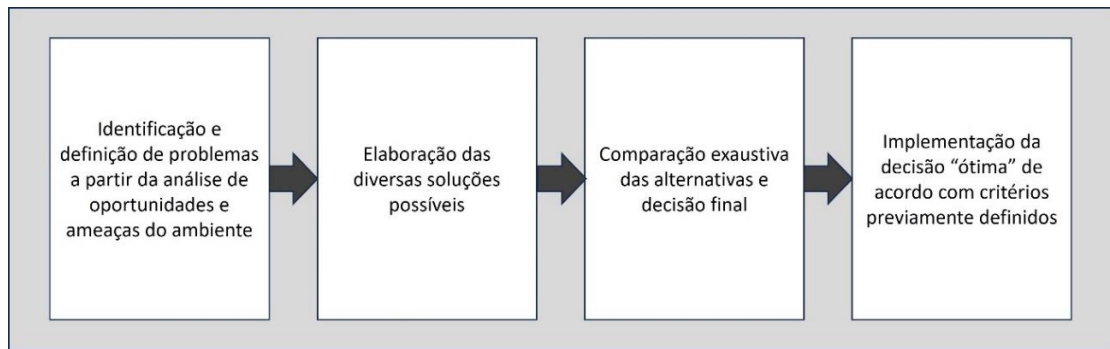 Identificação e
definição de problemas
a partir da análise de
oportunidades e
ameaças do ambiente
Elaboração das
diversas soluções
possíveis
Comparação exaustiva
das alternativas e
decisão final
Implementação da
decisão “ótima” de
acordo com critérios
previamente definidos